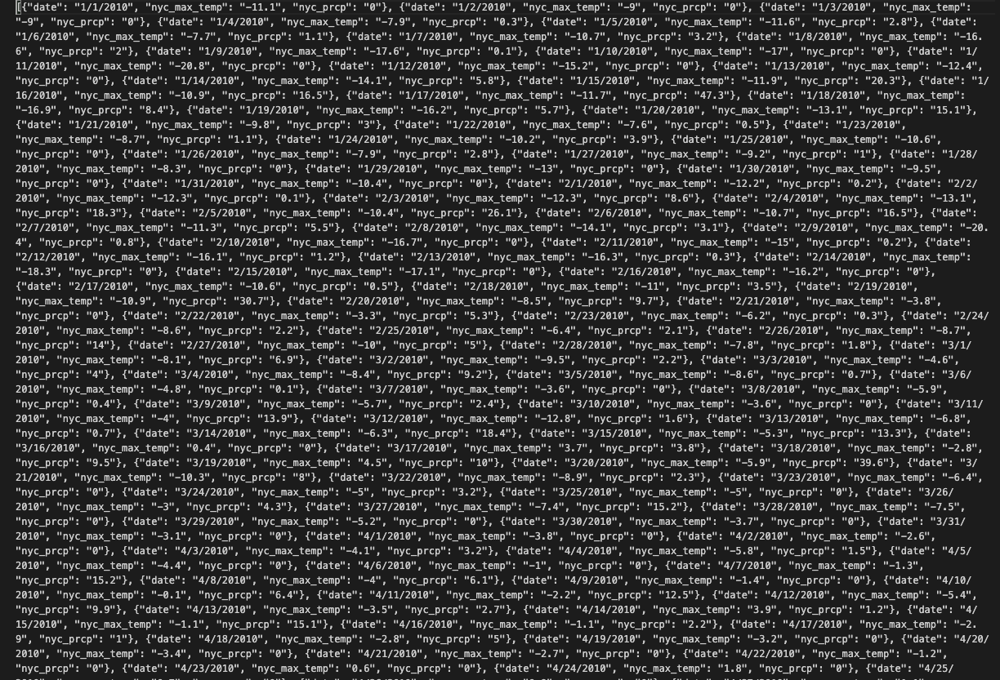 [{"date": "1/1/2010", "nyc_max_temp": "-11.1", "nyc_prcp": "0"}, {"date": "1/2/2010", "nyc_max_temp": "-9", "nyc_prcp": "0"}, {"date": "1/3/2010", "nyc_max_temp":
"-9", "nyc_prcp": "0"}, {"date": "1/4/2010", "nyc_max_temp": "-7.9", "nyc_prcp": "0.3"}, {"date": "1/5/2010", "nyc_max_temp": "-11.6", "nyc_prcp": "2.8"}, {"date":
"1/6/2010", "nyc_max_temp": "-7.7", "nyc_prcp": "1.1"}, {"date": "1/7/2010", "nyc_max_temp": "-10.7", "nyc_prcp": "3.2"}, {"date": "1/8/2010", "nyc_max_temp": "-16.
6", "nyc_prcp": "2"}, {"date": "1/9/2010", "nyc_max_temp": "-17.6", "nyc_prcp": "0.1"}, {"date": "1/10/2010", "nyc_max_temp": "-17", "nyc_prcp": "0"}, {"date": "1/
11/2010", "nyc_max_temp": "-20.8", "nyc_prcp": "0"}, {"date": "1/12/2010", "nyc_max_temp": "-15.2", "nyc_prcp": "0"}, {"date": "1/13/2010", "nyc_max_temp": "-12.4",
"nyc_prcp": "0"}, {"date": "1/14/2010", "nyc_max_temp": "-14.1", "nyc_prcp": "5.8"}, {"date": "1/15/2010", "nyc_max_temp": "-11.9", "nyc_prcp": "20.3"}, {"date": "1/
16/2010", "nyc_max_temp": "-10.9", "nyc_prcp": "16.5"}, {"date": "1/17/2010", "nyc_max_temp": "-11.7", "nyc_prcp": "47.3"}, {"date": "1/18/2010", "nyc_max_temp":
"-16.9", "nyc_prcp": "8.4"}, {"date": "1/19/2010", "nyc_max_temp": "-16.2", "nyc_prcp": "5.7"}, {"date": "1/20/2010", "nyc_max_temp": "-13.1", "nyc_prcp": "15.1"},
{"date": "1/21/2010", "nyc_max_temp": "-9.8", "nyc_prcp": "3"}, {"date": "1/22/2010", "nyc_max_temp": "-7.6", "nyc_prcp": "0.5"}, {"date": "1/23/2010",
"nyc_max_temp": "-8.7", "nyc_prcp": "1.1"}, {"date": "1/24/2010", "nyc_max_temp": "-10.2", "nyc_prcp": "3.9"}, {"date": "1/25/2010", "nyc_max_temp": "-10.6",
"nyc_prcp": "0"}, {"date": "1/26/2010", "nyc_max_temp": "-7.9", "nyc_prcp": "2.8"}, {"date": "1/27/2010", "nyc_max_temp": "-9.2", "nyc_prcp": "1"}, {"date": "1/28/
2010", "nyc_max_temp": "-8.3", "nyc_prcp": "0"}, {"date": "1/29/2010", "nyc_max_temp": "-13", "nyc_prcp": "0"}, {"date": "1/30/2010", "nyc_max_temp": "-9.5",
"nyc_prcp": "0"}, {"date": "1/31/2010", "nyc_max_temp": "-10.4", "nyc_prcp": "0"}, {"date": "2/1/2010", "nyc_max_temp": "-12.2", "nyc_prcp": "0.2"}, {"date": "2/2/
2010", "nyc_max_temp": "-12.3", "nyc_prcp": "0.1"}, {"date": "2/3/2010", "nyc_max_temp": "-12.3", "nyc_prcp": "8.6"}, {"date": "2/4/2010", "nyc_max_temp": "-13.1",
"nyc_prcp": "18.3"}, {"date": "2/5/2010", "nyc_max_temp": "-10.4", "nyc_prcp": "26.1"}, {"date": "2/6/2010", "nyc_max_temp": "-10.7", "nyc_prcp": "16.5"}, {"date":
"2/7/2010", "nyc_max_temp": "-11.3", "nyc_prcp": "5.5"}, {"date": "2/8/2010", "nyc_max_temp": "-14.1", "nyc_prcp": "3.1"}, {"date": "2/9/2010", "nyc_max_temp": "-20.
4", "nyc_prcp": "0.8"}, {"date": "2/10/2010", "nyc_max_temp": "-16.7", "nyc_prcp": "0"}, {"date": "2/11/2010", "nyc_max_temp": "-15", "nyc_prcp": "0.2"}, {"date":
"2/12/2010", "nyc_max_temp": "-16.1", "nyc_prcp": "1.2"}, {"date": "2/13/2010", "nyc_max_temp": "-16.3", "nyc_prcp": "0.3"}, {"date": "2/14/2010", "nyc_max_temp":
"-18.3", "nyc_prcp": "0"}, {"date": "2/15/2010", "nyc_max_temp": "-17.1", "nyc_prcp": "0"}, {"date": "2/16/2010", "nyc_max_temp": "-16.2", "nyc_prcp": "0"},
{"date": "2/17/2010", "nyc_max_temp": "-10.6", "nyc_prcp": "0.5"}, {"date": "2/18/2010", "nyc_max_temp": "-11", "nyc_prcp": "3.5"}, {"date": "2/19/2010",
"nyc_max_temp": "-10.9", "nyc_prcp": "30.7"}, {"date": "2/20/2010", "nyc_max_temp": "-8.5", "nyc_prcp": "9.7"}, {"date": "2/21/2010", "nyc_max_temp": "-3.8",
"nyc_prcp": "0"}, {"date": "2/22/2010", "nyc_max_temp": "-3.3", "nyc_prcp": "5.3"}, {"date": "2/23/2010", "nyc_max_temp": "-6.2", "nyc_prcp": "0.3"}, {"date": "2/24/
2010", "nyc_max_temp": "-8.6", "nyc_prcp": "2.2"}, {"date": "2/25/2010", "nyc_max_temp": "-6.4", "nyc_prcp": "2.1"}, {"date": "2/26/2010", "nyc_max_temp": "-8.7",
"nyc_prcp": "14"}, {"date": "2/27/2010", "nyc_max_temp": "-10", "nyc_prcp": "5"}, {"date": "2/28/2010", "nyc_max_temp": "-7.8", "nyc_prcp": "1.8"}, {"date": "3/1/
2010", "nyc_max_temp": "-8.1", "nyc_prcp": "6.9"}, {"date": "3/2/2010", "nyc_max_temp": "-9.5", "nyc_prcp": "2.2"}, {"date": "3/3/2010", "nyc_max_temp": "-4.6",
"nyc_prcp": "4"}, {"date": "3/4/2010", "nyc_max_temp": "-8.4", "nyc_prcp": "9.2"}, {"date": "3/5/2010", "nyc_max_temp": "-8.6", "nyc_prcp": "0.7"}, {"date": "3/6/
2010", "nyc_max_temp": "-4.8", "nyc_prcp": "0.1"}, {"date": "3/7/2010", "nyc_max_temp": "-3.6", "nyc_prcp": "0"}, {"date": "3/8/2010", "nyc_max_temp": "-5.9",
"nyc_prcp": "0.4"}, {"date": "3/9/2010", "nyc_max_temp": "-5.7", "nyc_prcp": "2.4"}, {"date": "3/10/2010", "nyc_max_temp": "-3.6", "nyc_prcp": "0"}, {"date": "3/11/
2010", "nyc_max_temp": "-4", "nyc_prcp": "13.9"}, {"date": "3/12/2010", "nyc_max_temp": "-12.8", "nyc_prcp": "1.6"}, {"date": "3/13/2010", "nyc_max_temp": "-6.8",
"nyc_prcp": "0.7"}, {"date": "3/14/2010", "nyc_max_temp": "-6.3", "nyc_prcp": "18.4"}, {"date": "3/15/2010", "nyc_max_temp": "-5.3", "nyc_prcp": "13.3"}, {"date":
"3/16/2010", "nyc_max_temp": "0.4", "nyc_prcp": "0"}, {"date": "3/17/2010", "nyc_max_temp": "3.7", "nyc_prcp": "3.8"}, {"date": "3/18/2010", "nyc_max_temp": "-2.8",
"nyc_prcp": "9.5"}, {"date": "3/19/2010", "nyc_max_temp": "4.5", "nyc_prcp": "10"}, {"date": "3/20/2010", "nyc_max_temp": "-5.9", "nyc_prcp": "39.6"}, {"date": "3/
21/2010", "nyc_max_temp": "-10.3", "nyc_prcp": "8"}, {"date": "3/22/2010", "nyc_max_temp": "-8.9", "nyc_prcp": "2.3"}, {"date": "3/23/2010", "nyc_max_temp": "-6.4",
"nyc_prcp": "0"}, {"date": "3/24/2010", "nyc_max_temp": "-5", "nyc_prcp": "3.2"}, {"date": "3/25/2010", "nyc_max_temp": "-5", "nyc_prcp": "0"}, {"date": "3/26/
2010", "nyc_max_temp": "-3", "nyc_prcp": "4.3"}, {"date": "3/27/2010", "nyc_max_temp": "-7.4", "nyc_prcp": "15.2"}, {"date": "3/28/2010", "nyc_max_temp": "-7.5",
"nyc_prcp": "0"}, {"date": "3/29/2010", "nyc_max_temp": "-5.2", "nyc_prcp": "0"}, {"date": "3/30/2010", "nyc_max_temp": "-3.7", "nyc_prcp": "0"}, {"date": "3/31/
2010", "nyc_max_temp": "-3.1", "nyc_prcp": "0"}, {"date": "4/1/2010", "nyc_max_temp": "-3.8", "nyc_prcp": "0"}, {"date": "4/2/2010", "nyc_max_temp": "-2.6",
"nyc_prcp": "0"}, {"date": "4/3/2010", "nyc_max_temp": "-4.1", "nyc_prcp": "3.2"}, {"date": "4/4/2010", "nyc_max_temp": "-5.8", "nyc_prcp": "1.5"}, {"date": "4/5/
2010", "nyc_max_temp": "-4.4", "nyc_prcp": "0"}, {"date": "4/6/2010", "nyc_max_temp": "-1", "nyc_prcp": "0"}, {"date": "4/7/2010", "nyc_max_temp": "-1.3",
"nyc_prcp": "15.2"}, {"date": "4/8/2010", "nyc_max_temp": "-4", "nyc_prcp": "6.1"}, {"date": "4/9/2010", "nyc_max_temp": "-1.4", "nyc_prcp": "0"}, {"date": "4/10/
2010", "nyc_max_temp": "-0.1", "nyc_prcp": "6.4"}, {"date": "4/11/2010", "nyc_max_temp": "-2.2", "nyc_prcp": "12.5"}, {"date": "4/12/2010", "nyc_max_temp": "-5.4",
"nyc_prcp": "9.9"}, {"date": "4/13/2010", "nyc_max_temp": "-3.5", "nyc_prcp": "2.7"}, {"date": "4/14/2010", "nyc_max_temp": "3.9", "nyc_prcp": "1.2"}, {"date": "4/
15/2010", "nyc_max_temp": "-1.1", "nyc_prcp": "15.1"}, {"date": "4/16/2010", "nyc_max_temp": "-1.1", "nyc_prcp": "2.2"}, {"date": "4/17/2010", "nyc_max_temp": "-2.
9", "nyc_prcp": "1"}, {"date": "4/18/2010", "nyc_max_temp": "-2.8", "nyc_prcp": "5"}, {"date": "4/19/2010", "nyc_max_temp": "-3.2", "nyc_prcp": "0"}, {"date": "4/20/
2010", "nyc_max_temp": "-3.4", "nyc_prcp": "0"}, {"date": "4/21/2010", "nyc_max_temp": "-2.7", "nyc_prcp": "0"}, {"date": "4/22/2010", "nyc_max_temp": "-1.2",
"nyc_prcp": "0"}, {"date": "4/23/2010", "nyc_max_temp": "0.6", "nyc_prcp": "0"}, {"date": "4/24/2010", "nyc_max_temp": "1.8", "nyc_prcp": "0"}, {"date": "4/25/